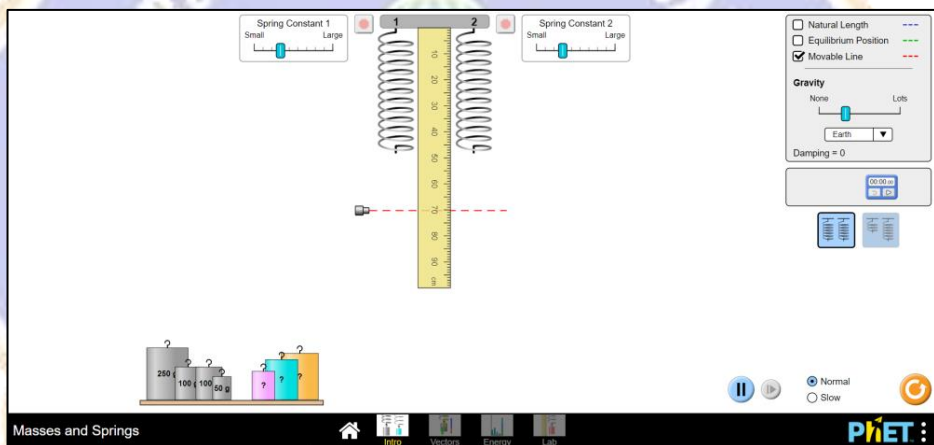 Spring Constant 1
Small Large
1 2
Spring Constant 2
Small Large
Natural Length
Equilibrium Position
Movable Line
Gravity
None Lots
Earth
Damping = 0
00:00
10
20
30
40
50
60
70
80
90
cm
250 g
100 g
100
50 g
?
?
?
Normal
Slow
Masses and Springs
Intro
Vectors
Energy
Lab
PhET